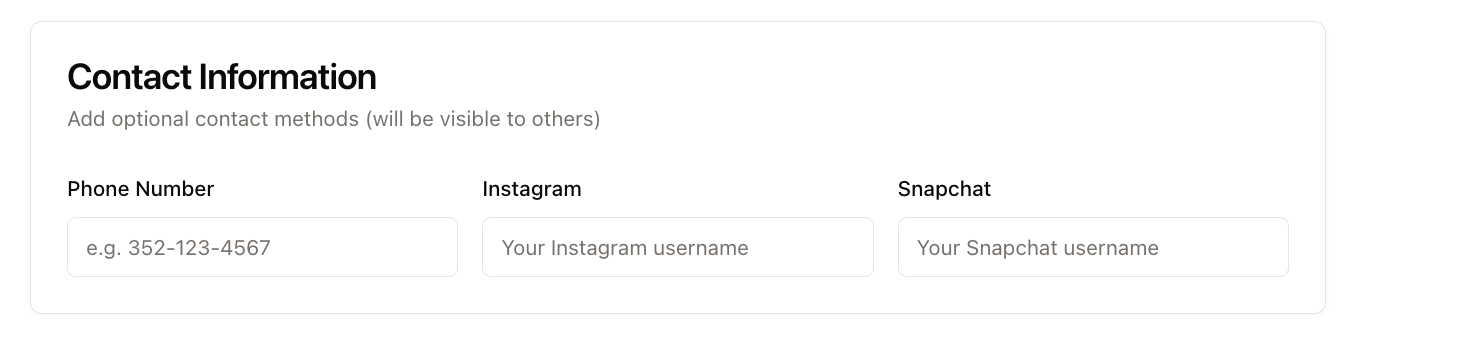 Contact Information
Add optional contact methods (will be visible to others)
Phone Number
e.g. 352-123-4567
Instagram
Your Instagram username
Snapchat
Your Snapchat username